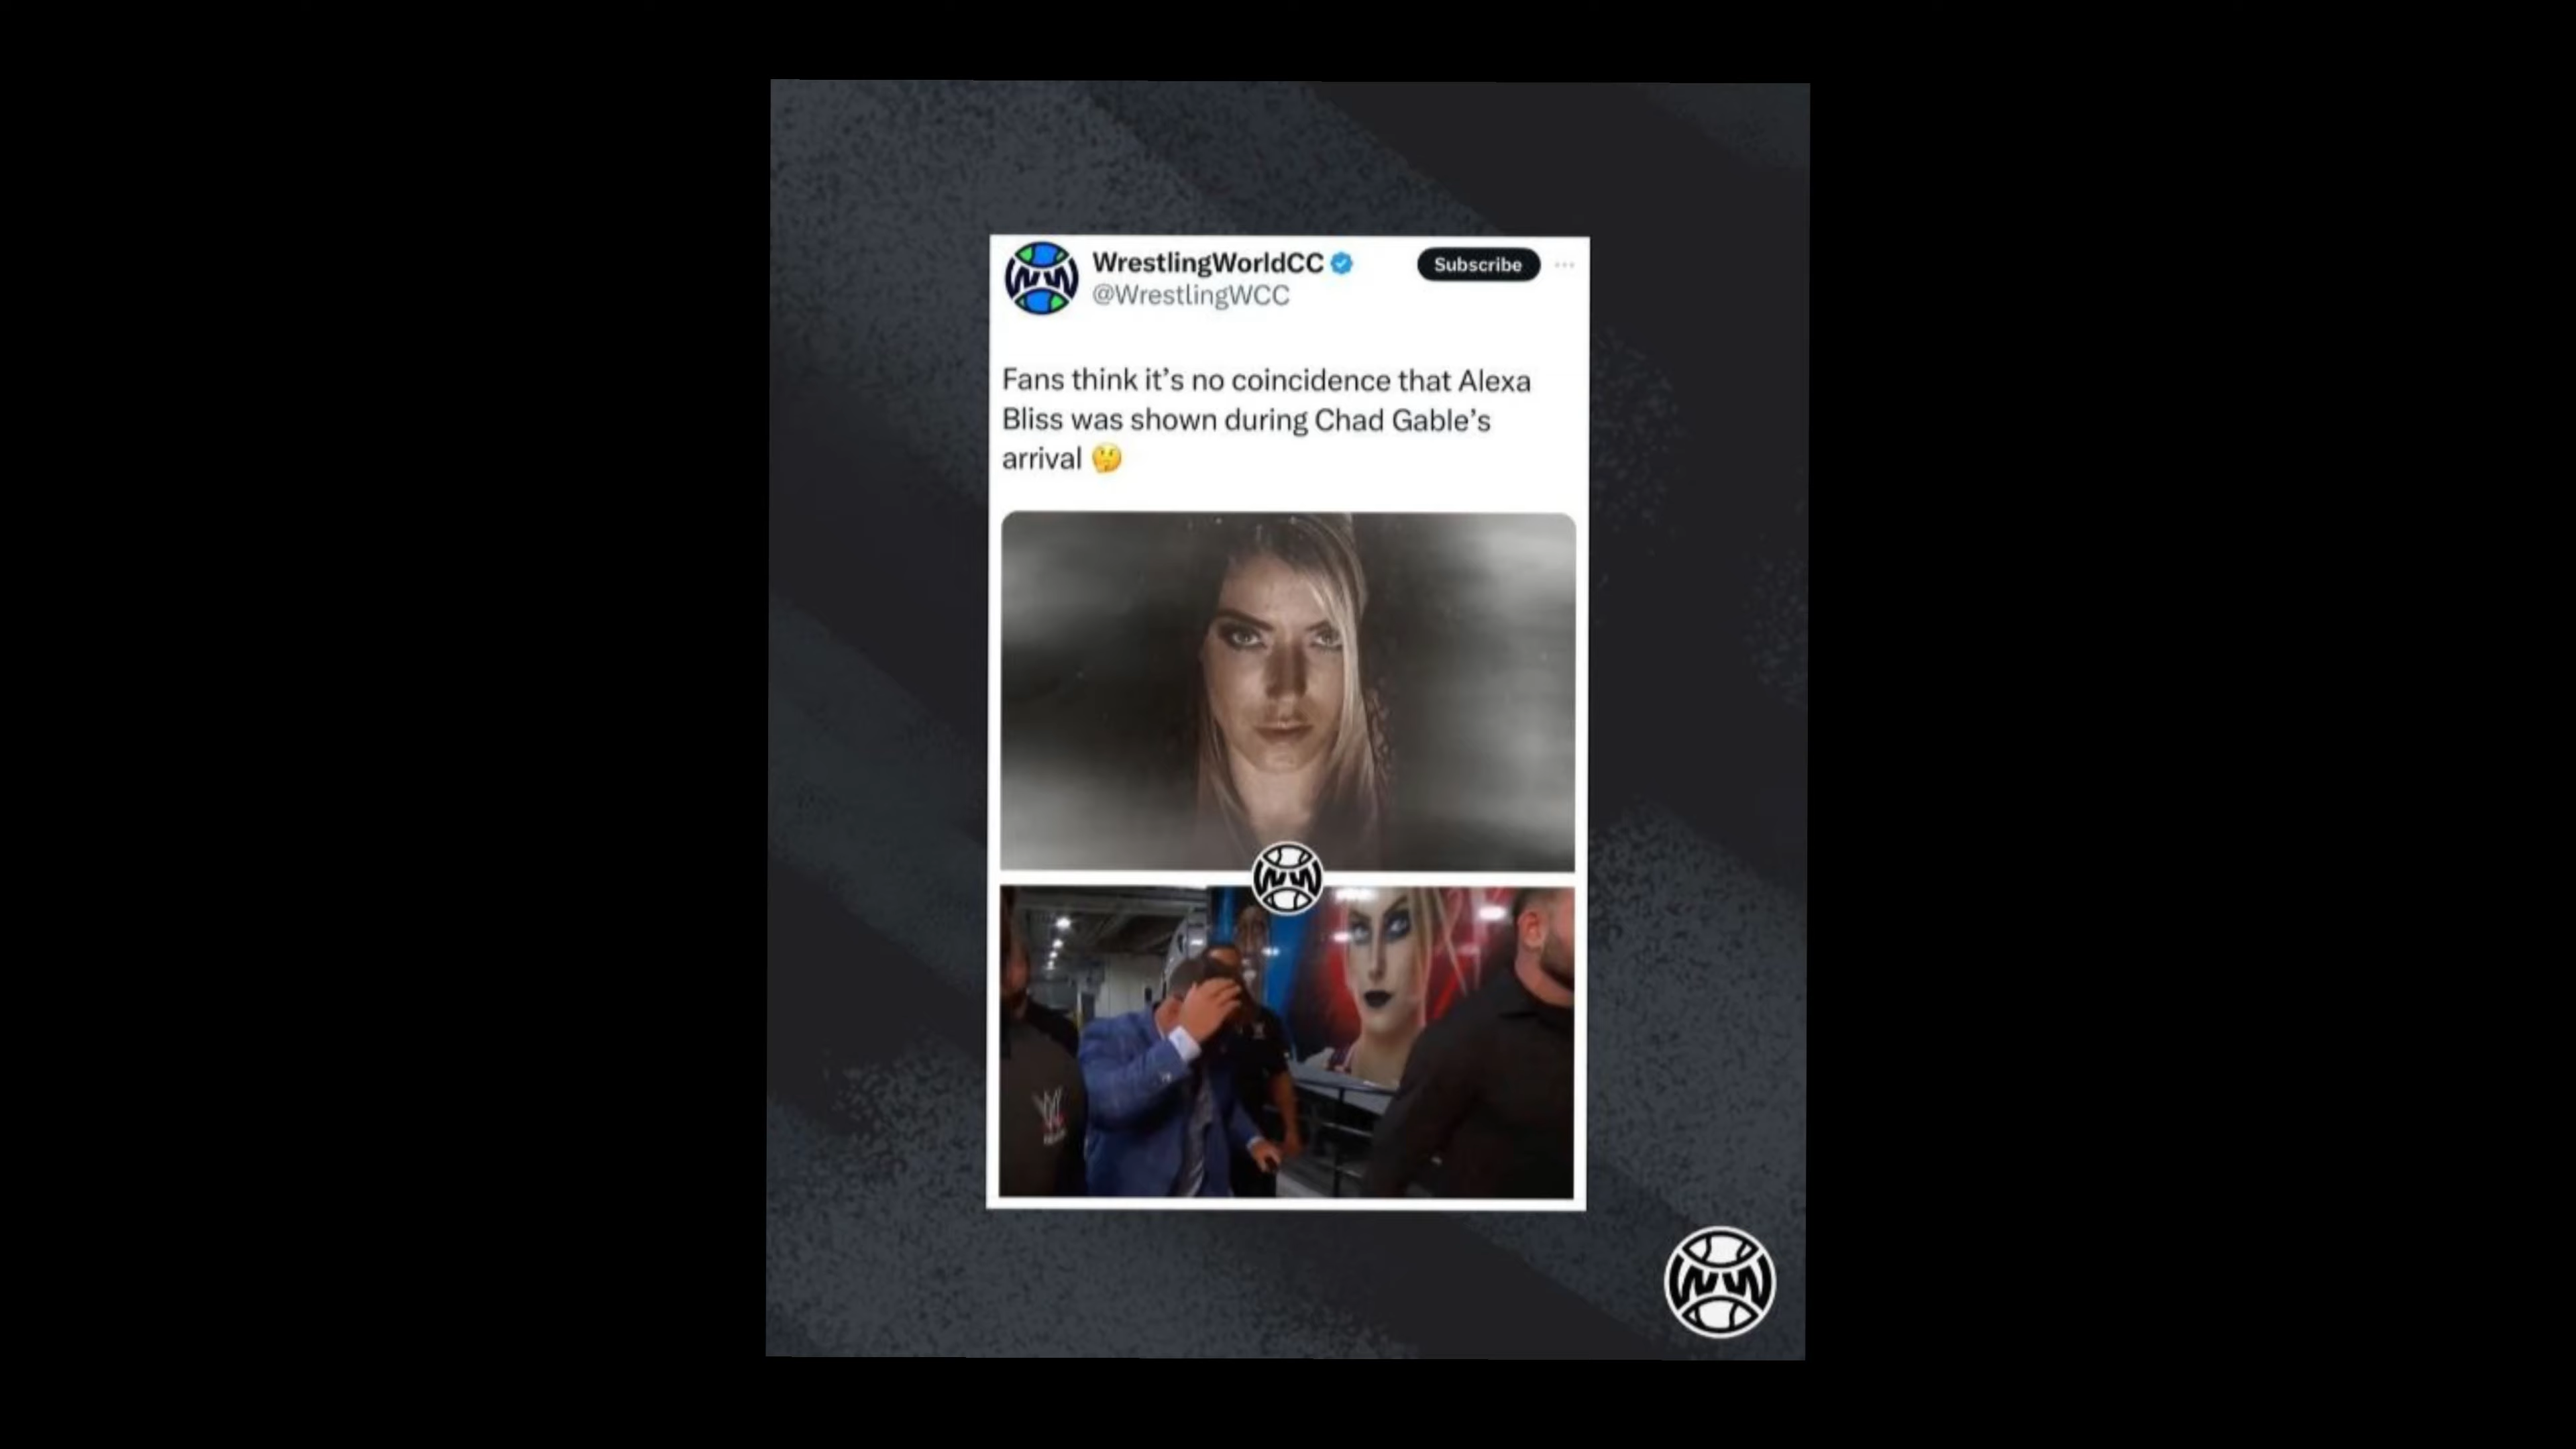 WrestlingWorldCC
Subscribe
@WrestlingWCC
Fans think it's no coincidence that Alexa
Bliss was shown during Chad Gable's
arrival 🤔